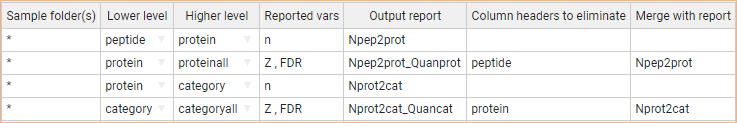 Sample folder(s) Lower level Higher level Reported vars Output report Column headers to eliminate Merge with report
* peptide protein n Npep2prot
* protein proteinall Z , FDR Npep2prot_Quanprot peptide Npep2prot
* protein category n Nprot2cat
* category categoryall Z , FDR Nprot2cat_Quancat protein Nprot2cat